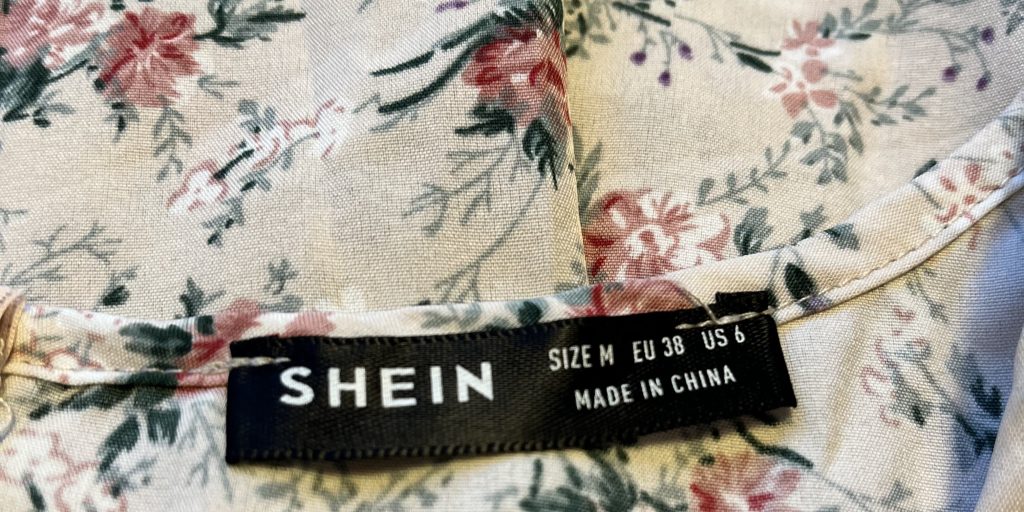 SHEIN
SIZE M EU 38 US 6
MADE IN CHINA